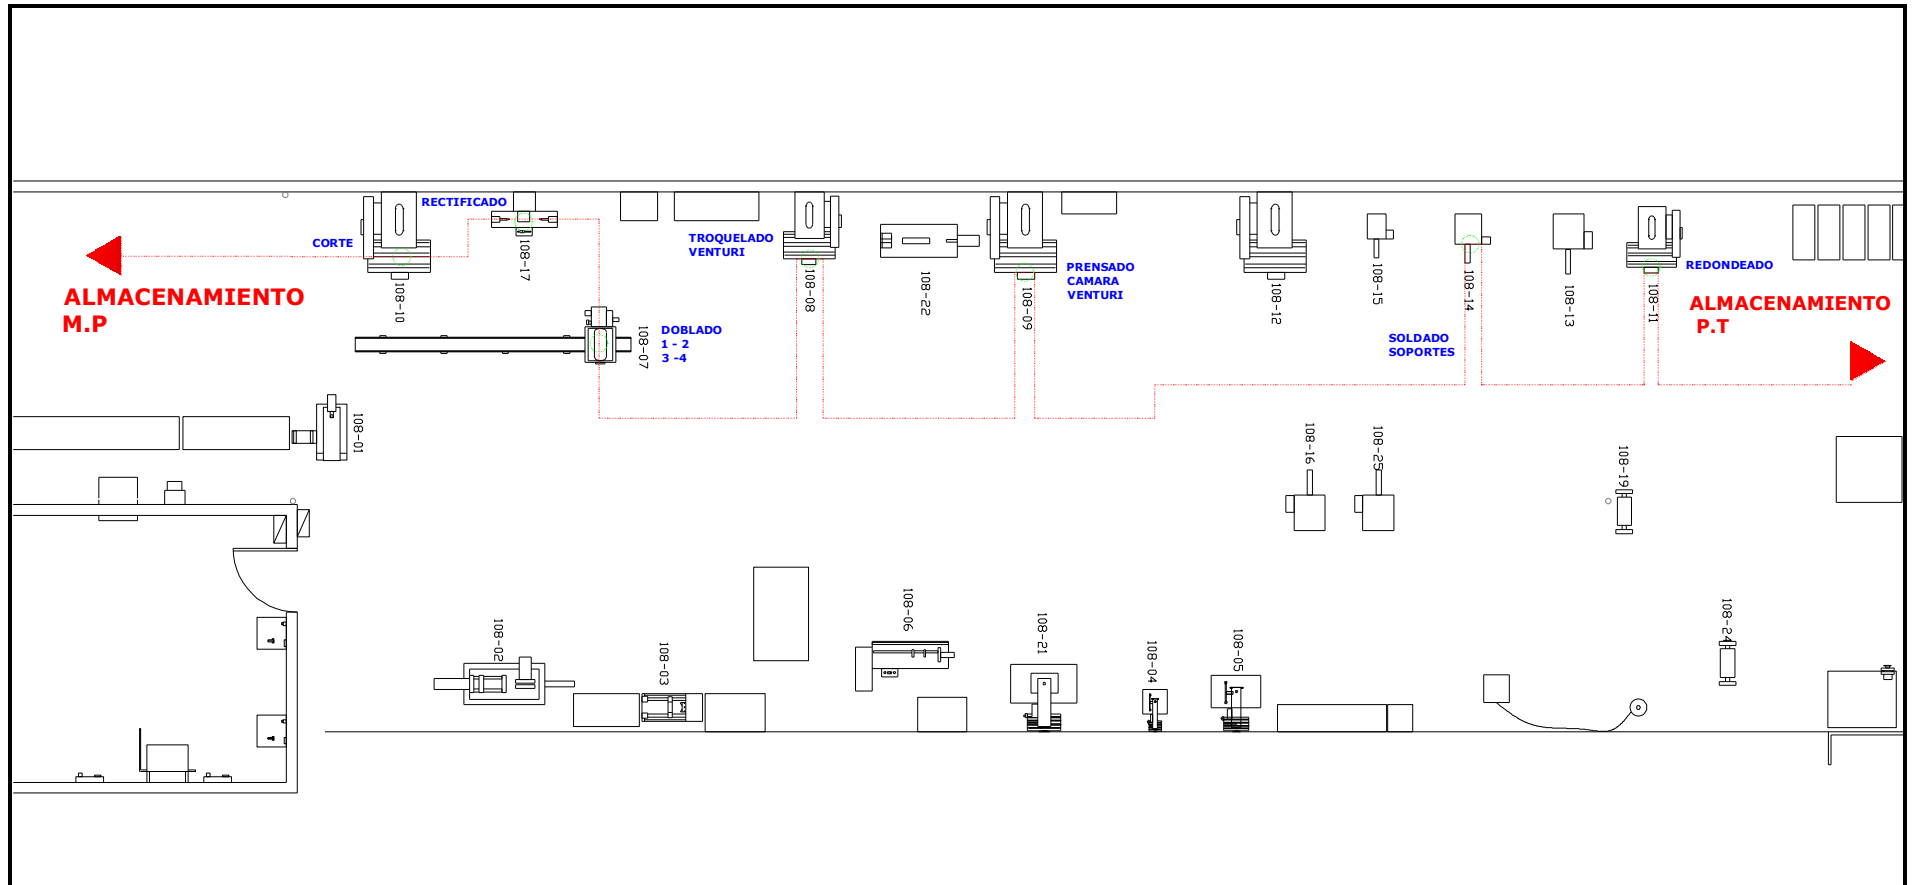 RECTIFICADO
CORTE
108-10
108-17
TROQUELADO
VENTURI
108-08
108-22
108-09
PRENSADO
CAMARA
VENTURI
108-12
108-15
108-14
108-13
108-11
REDONDEADO
ALMACENAMIENTO
M.P
ALMACENAMIENTO
P.T
108-07
DOBLADO
1 - 2
3 -4
SOLDADO
SOPORTES
108-01
108-16
108-25
108-19
108-02
108-03
108-06
108-21
108-04
108-05
108-24